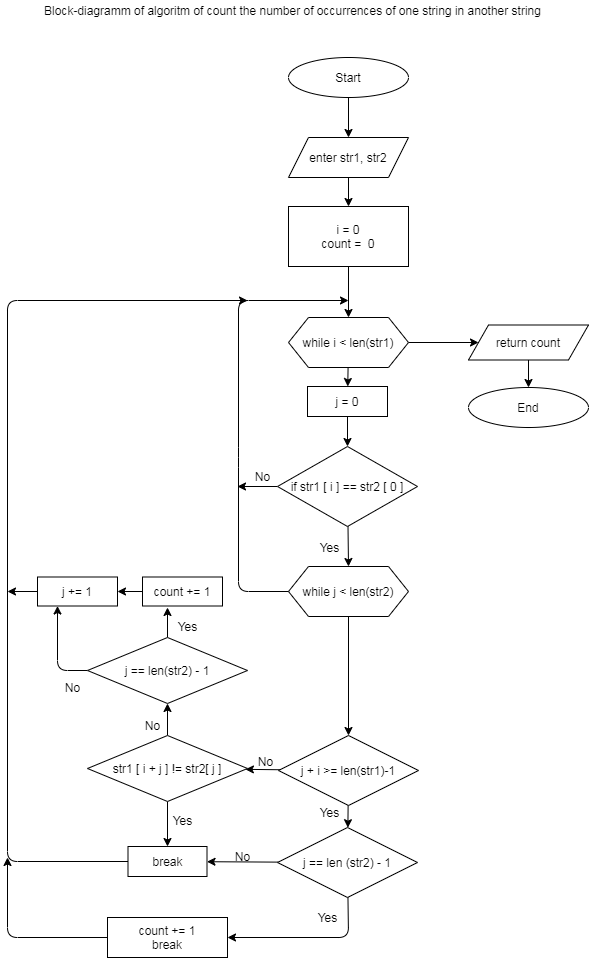 Block-diagramm of algoritm of count the number of occurrences of one string in another string
Start
enter str1, str2
i = 0
count = 0
while i < len(str1)
return count
j = 0
End
No
if str1 [ i ] == str2 [ 0 ]
Yes
j += 1
count += 1
while j < len(str2)
Yes
j == len(str2) - 1
No
No
str1 [ i + j ] != str2[ j ]
No
j + i >= len(str1)-1
Yes
Yes
break
No
j == len (str2) - 1
Yes
count += 1
break